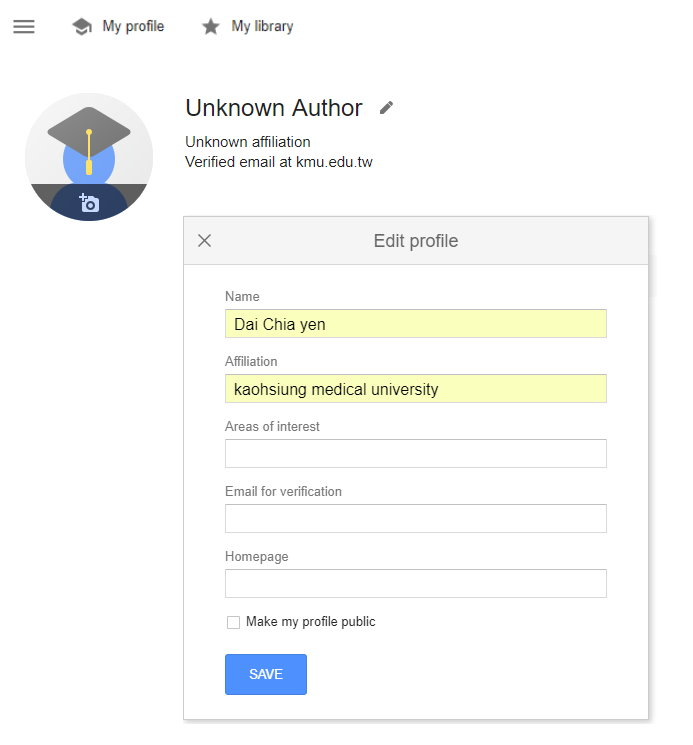 My profile My library
Unknown Author
Unknown affiliation
Verified email at kmu.edu.tw
Edit profile
Name
Dai Chia yen
Affiliation
kaohsiung medical university
Areas of interest
Email for verification
Homepage
Make my profile public
SAVE